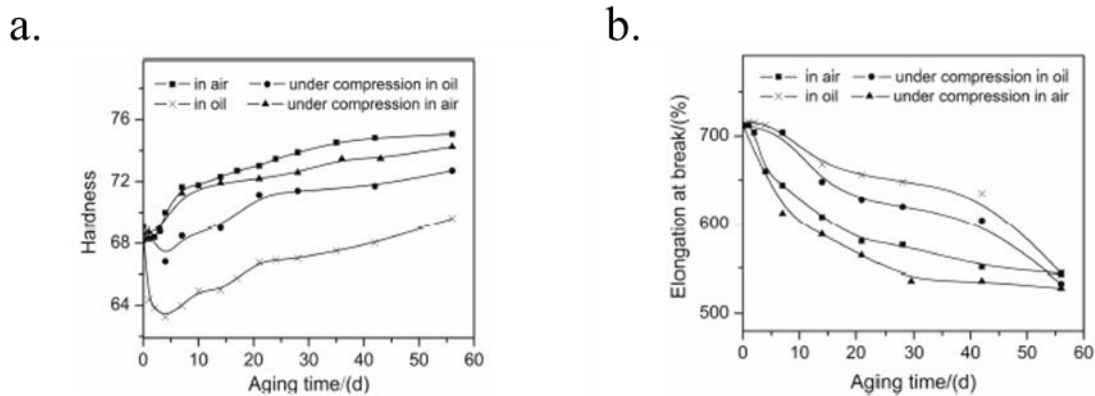 a.
in air
under compression in oil
in oil
under compression in air
76
72
68
64
Hardness
0 10 20 30 40 50 60
Aging time/(d)
b.
in air
under compression in oil
in oil
under compression in air
700
600
500
Elongation at break/(%)
0 10 20 30 40 50 60
Aging time/(d)